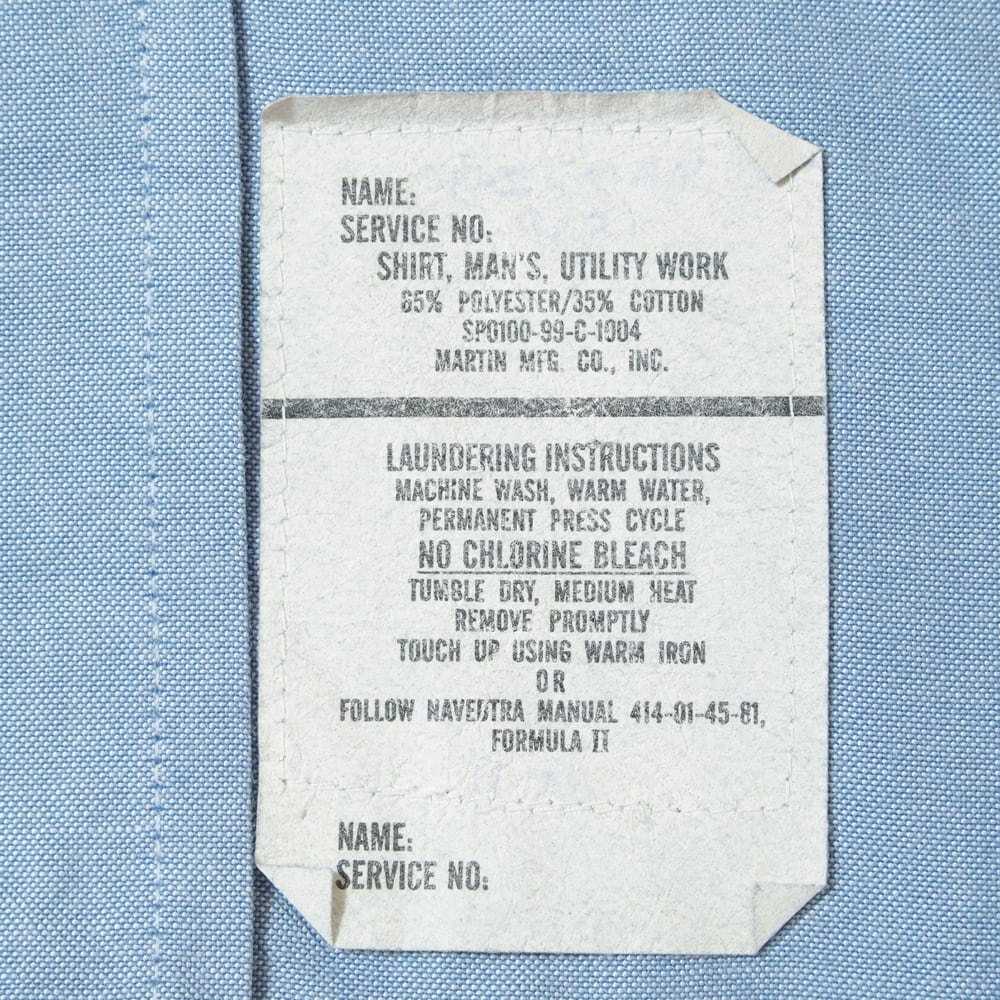 NAME:
SERVICE NO:
SHIRT, MAN'S, UTILITY WORK
65% POLYESTER/35% COTTON
SPO100-99-C-1004
MARTIN MFG. CO., INC.
LAUNDERING INSTRUCTIONS
MACHINE WASH, WARM WATER,
PERMANENT PRESS CYCLE
NO CHLORINE BLEACH
TUMBLE DRY, MEDIUM HEAT
REMOVE PROMPTLY
TOUCH UP USING WARM IRON
OR
FOLLOW MANUAL 414-01-45-81,
FORMULA II
NAME:
SERVICE NO: